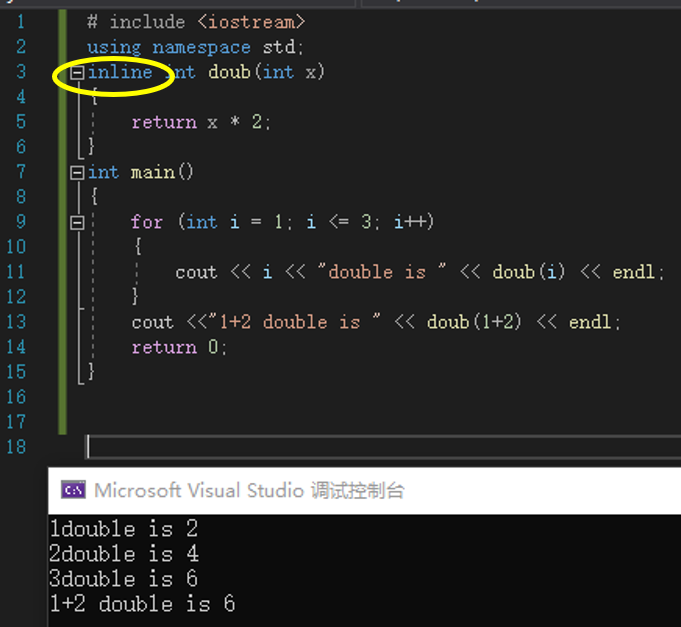 1 # include <iostream>
2 using namespace std;
3 inline int doub(int x)
4 {
5 return x * 2;
6 }
7 int main()
8 {
9 for (int i = 1; i <= 3; i++)
10 {
11 cout << i << "double is " << doub(i) << endl;
12 }
13 cout <<"1+2 double is " << doub(1+2) << endl;
14 return 0;
15 }
16
17
18
C:\ Microsoft Visual Studio 调试控制台
1double is 2
2double is 4
3double is 6
1+2 double is 6